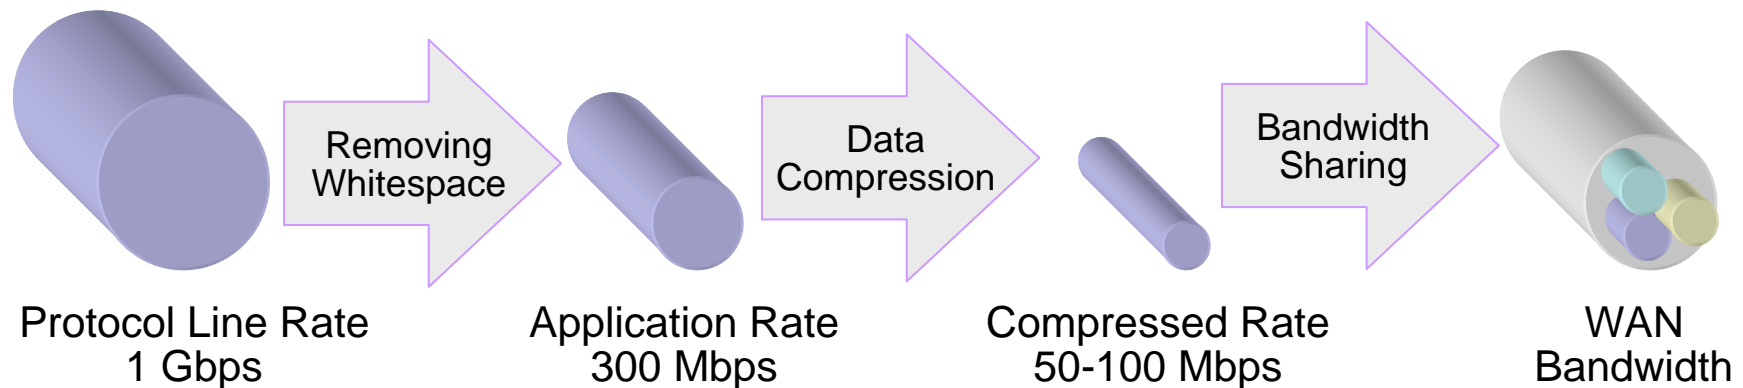 Removing
Whitespace
Data
Compression
Bandwidth
Sharing
Protocol Line Rate
1 Gbps
Application Rate
300 Mbps
Compressed Rate
50-100 Mbps
WAN
Bandwidth